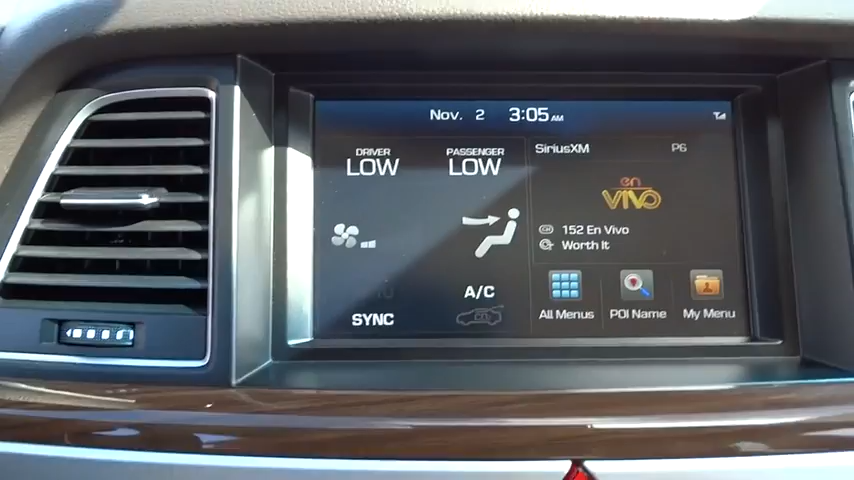 Nov. 2 3:05 AM
DRIVER
LOW
PASSENGER
LOW
SiriusXM P6
en
VIVO
CH 152 En Vivo
Worth It
A/C
SYNC
All Menus
POI Name
My Menu